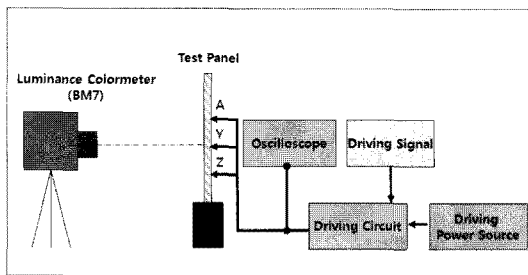 Test Panel
Luminance Colormeter
(BM7)
A
Y
Z
Oscilloscope
Driving Signal
Driving Circuit
Driving
Power Source